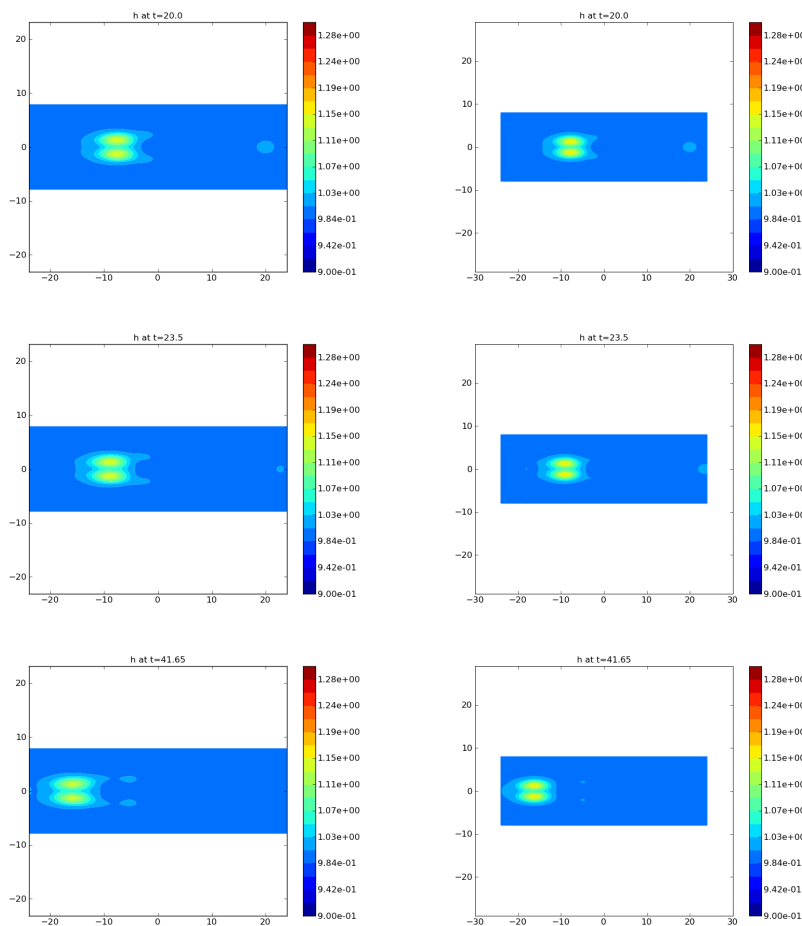 h at t=20.0
20
10
0
−10
−20
−20
−10
0
10
20
1.28e+00
1.24e+00
1.19e+00
1.15e+00
1.11e+00
1.07e+00
1.03e+00
9.84e-01
9.42e-01
9.00e-01
h at t=20.0
20
10
0
−10
−20
−30
−20
−10
0
10
20
30
1.28e+00
1.24e+00
1.19e+00
1.15e+00
1.11e+00
1.07e+00
1.03e+00
9.84e-01
9.42e-01
9.00e-01
h at t=23.5
20
10
0
−10
−20
−20
−10
0
10
20
1.28e+00
1.24e+00
1.19e+00
1.15e+00
1.11e+00
1.07e+00
1.03e+00
9.84e-01
9.42e-01
9.00e-01
h at t=23.5
20
10
0
−10
−20
−30
−20
−10
0
10
20
30
1.28e+00
1.24e+00
1.19e+00
1.15e+00
1.11e+00
1.07e+00
1.03e+00
9.84e-01
9.42e-01
9.00e-01
h at t=41.65
20
10
0
−10
−20
−20
−10
0
10
20
1.28e+00
1.24e+00
1.19e+00
1.15e+00
1.11e+00
1.07e+00
1.03e+00
9.84e-01
9.42e-01
9.00e-01
h at t=41.65
20
10
0
−10
−20
−30
−20
−10
0
10
20
30
1.28e+00
1.24e+00
1.19e+00
1.15e+00
1.11e+00
1.07e+00
1.03e+00
9.84e-01
9.42e-01
9.00e-01